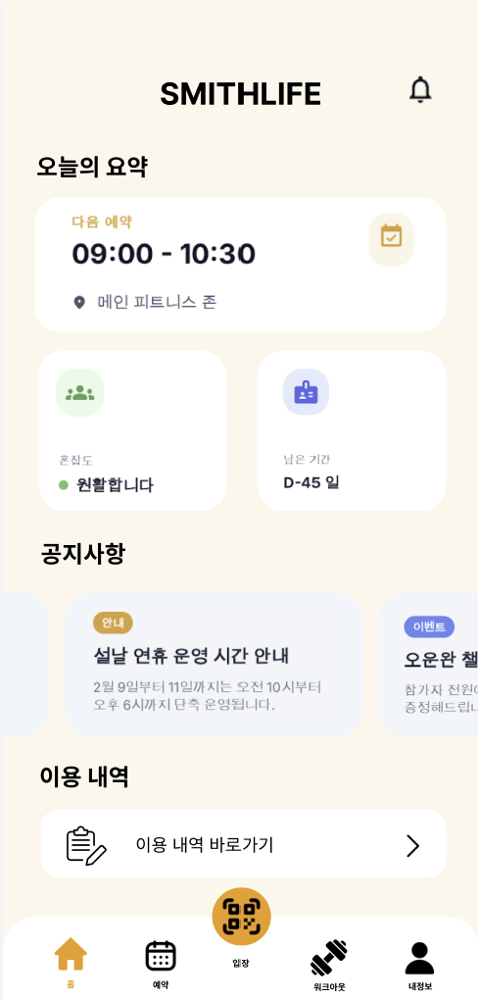 SMITHLIFE
오늘의 요약
다음 예약
09:00 - 10:30
메인 피트니스 존
혼잡도
원활합니다
남은 기간
D-45 일
공지사항
안내
설날 연휴 운영 시간 안내
2월 9일부터 11일까지는 오전 10시부터
오후 6시까지 단축 운영됩니다.
이벤트
오운완 챌
참가자 전원
증정해드립
이용 내역
이용 내역 바로가기
홈
예약
입장
워크아웃
내정보